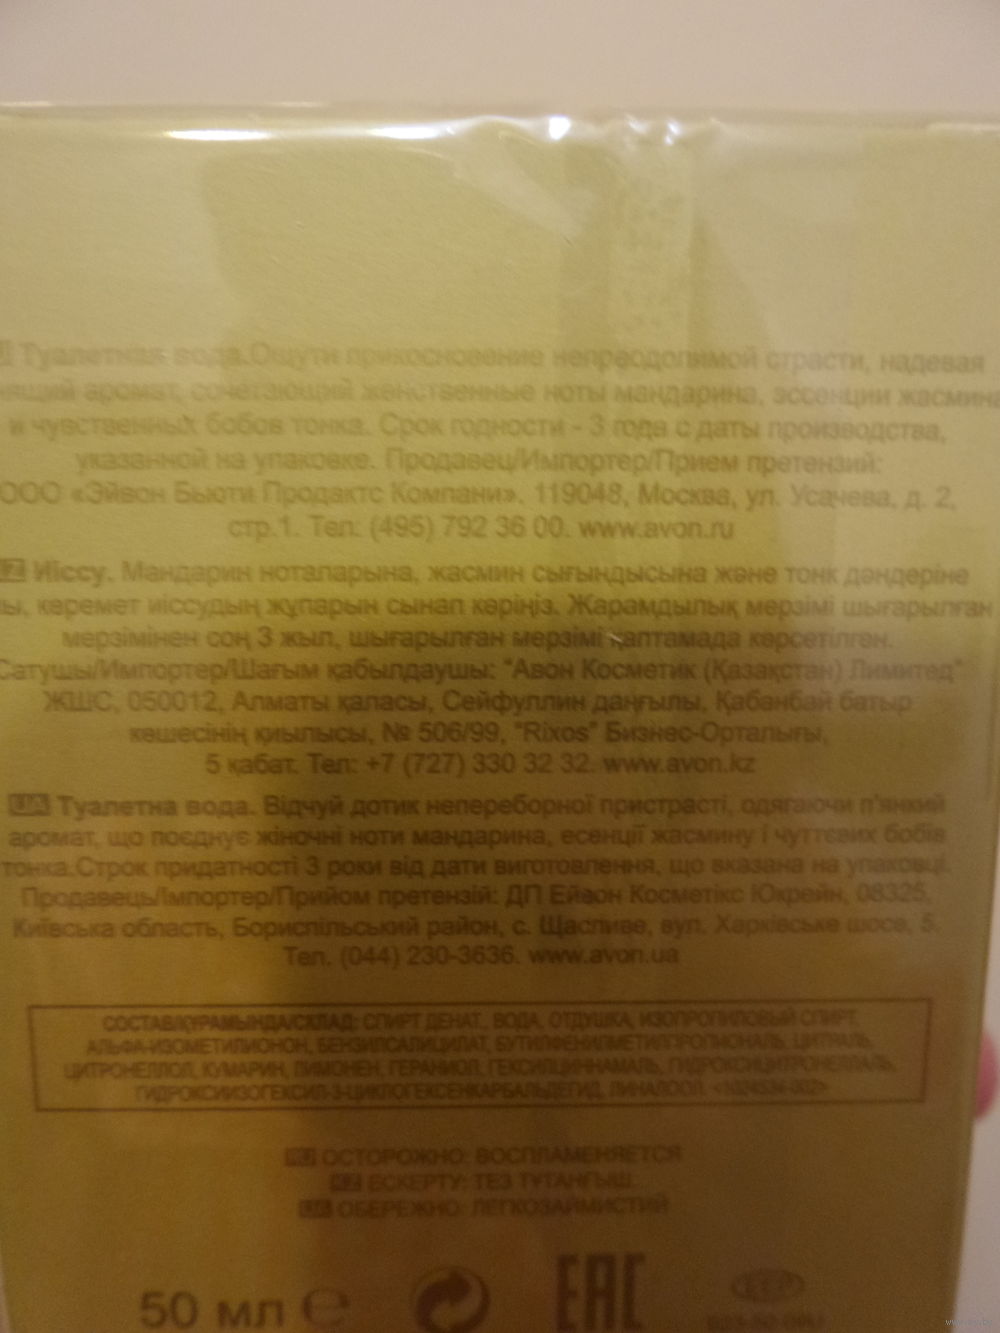 Туалетная вода.Ощути прикосновение непреодолимой страсти, надевая
аромат, сочетающий женственные ноты мандарина, эссенции жасмина
и чувственных бобов тонка. Срок годности - 3 года с даты производства,
указанной на упаковке. Продавец/Импортер/Прием претензий:
ООО «Эйвон Бьюти Продактс Компани». 119048, Москва, ул. Усачева, д. 2,
стр.1. Тел: (495) 792 36 00. www.avon.ru
KZ Иіссу. Мандарин ноталарына, жасмин сығындысына және тонк дәндеріне
керемет иіссудың жұпарын сынап көріңіз. Жарамдылық мерзімі шығарылған
мерзімінен соң 3 жыл, шығарылған мерзімі қаптамада көрсетілген.
Сатушы/Импортер/Шағым қабылдаушы: "Авон Косметик (Қазақстан) Лимитед"
ЖШС, 050012, Алматы қаласы, Сейфуллин даңғылы, Қабанбай батыр
көшесінің қиылысы, № 506/99, "Rixos" Бизнес-Орталығы,
5 қабат. Тел: +7 (727) 330 32 32. www.avon.kz
UA Туалетна вода. Відчуй дотик непереборної пристрасті, одягаючи п'янкий
аромат, що поєднує жіночні ноти мандарина, есенції жасмину і чуттєвих бобів
тонка.Строк придатності 3 роки від дати виготовлення, що вказана на упаковці.
Продавець/Імпортер/Прийом претензій: ДП Ейвон Косметікс Юкрейн, 08325,
Київська область, Бориспільський район, с. Щасливе, вул. Харківське шосе, 5.
Тел. (044) 230-3636. www.avon.ua
СОСТАВ/ҚҰРАМЫНДА/СКЛАД: СПИРТ ДЕНАТ., ВОДА, ОТДУШКА, ИЗОПРОПИЛОВЫЙ СПИРТ,
АЛЬФА-ИЗОМЕТИЛИОНОН, БЕНЗИЛСАЛИЦИЛАТ, БУТИЛФЕНИЛМЕТИЛПРОПИОНАЛЬ, ЦИТРАЛЬ,
ЦИТРОНЕЛЛОЛ, КУМАРИН, ЛИМОНЕН, ГЕРАНИОЛ, ГЕКСИЛЦИННАМАЛЬ, ГИДРОКСИЦИТРОНЕЛЛАЛЬ,
ГИДРОКСИИЗОГЕКСИЛ-3-ЦИКЛОГЕКСЕНКАРБАЛЬДЕГИД, ЛИНАЛООЛ. <1024534-002>
RU ОСТОРОЖНО: ВОСПЛАМЕНЯЕТСЯ
KZ ЕСКЕРТУ: ТЕЗ ТҰТАНҒЫШ
UA ОБЕРЕЖНО: ЛЕГКОЗАЙМИСТИЙ
50 мл e
EAC